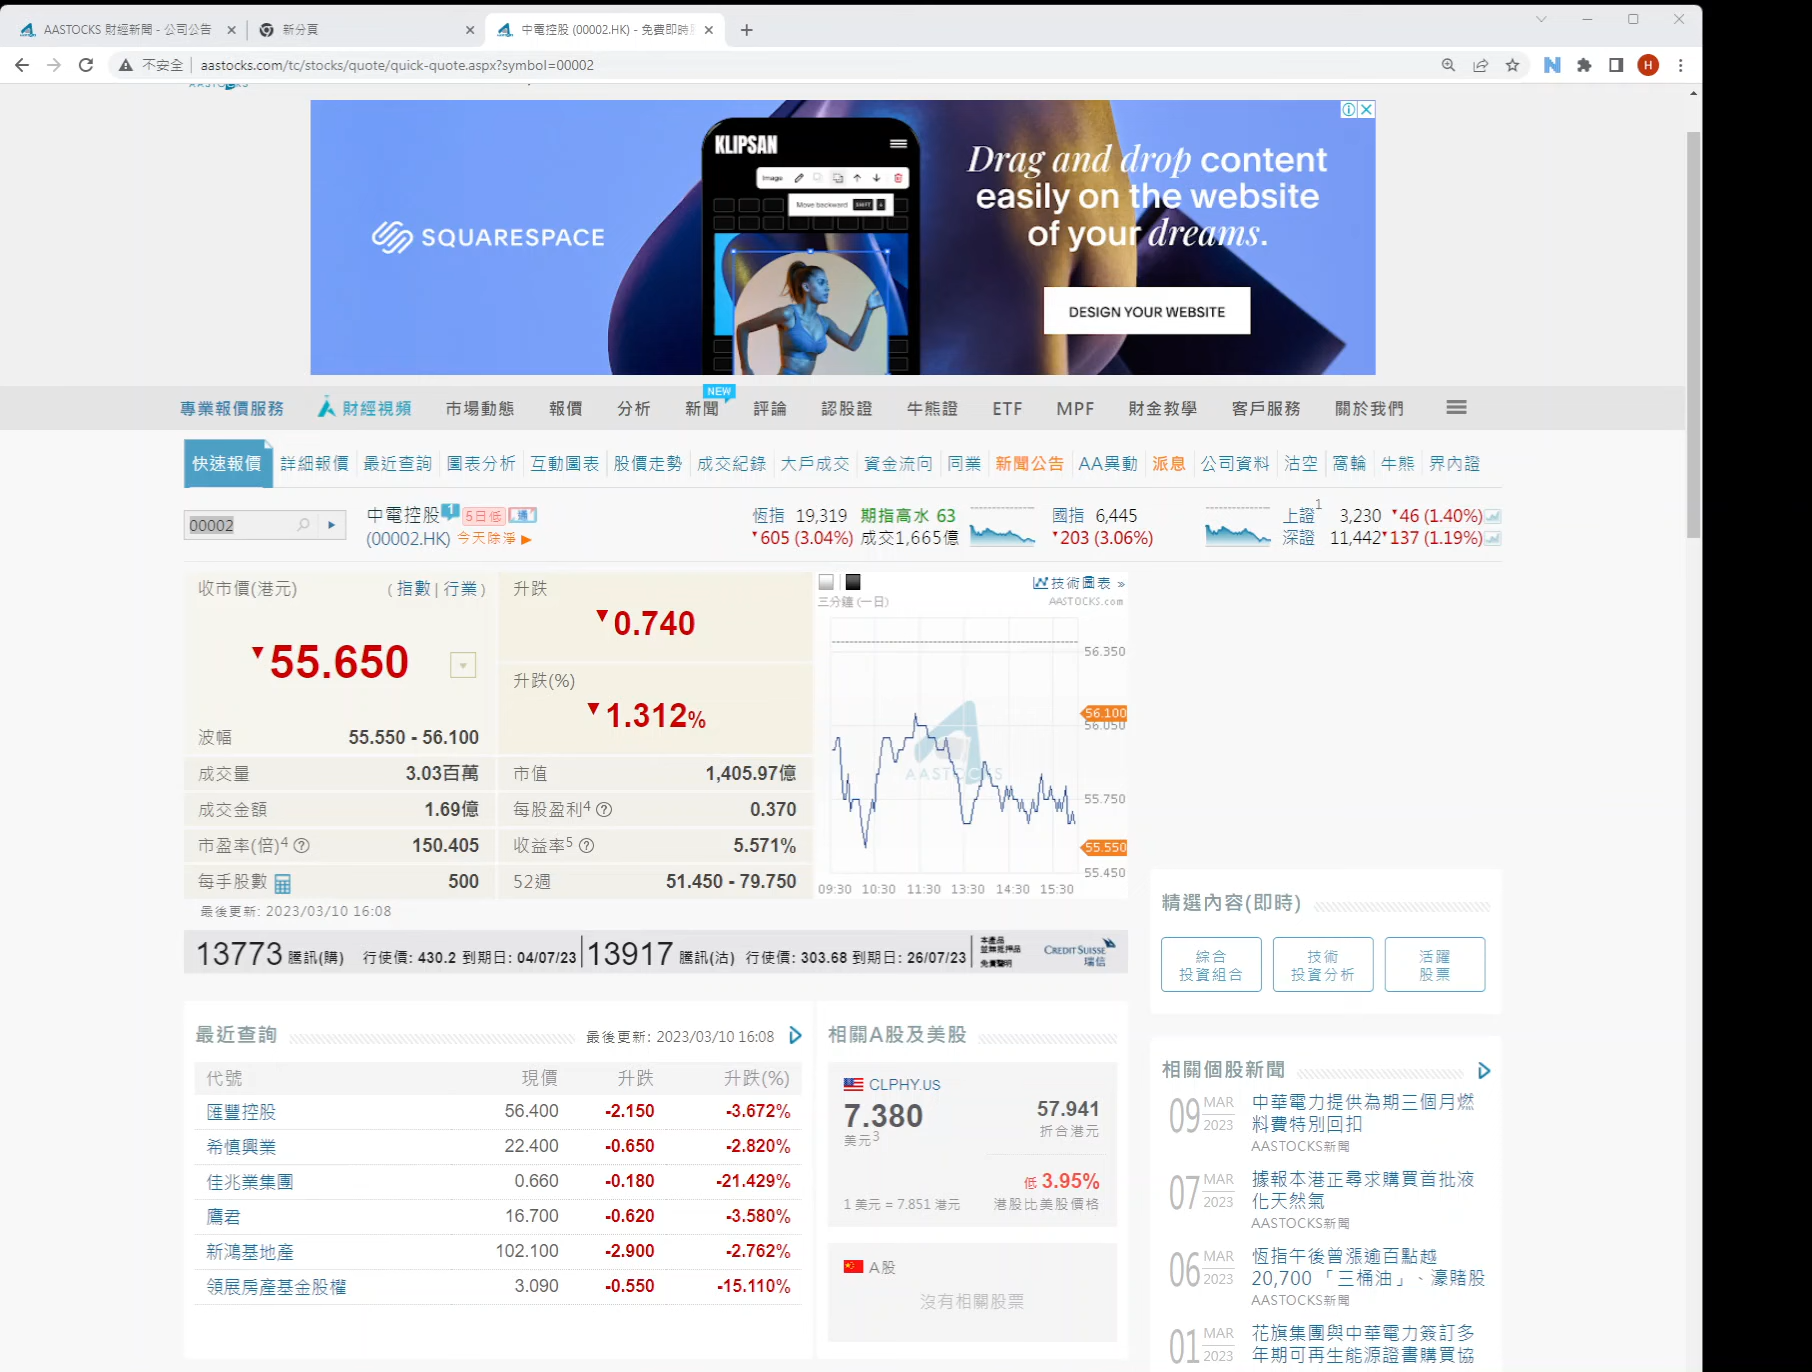 AASTOCKS 財經新聞 - 公司公告
新分頁
中電控股 (00002.HK) - 免費即時
不安全
aastocks.com/tc/stocks/quote/quick-quote.aspx?symbol=00002
H
KLIPSAN
Image
Move backward SHIFT
SQUARESPACE
Drag and drop content
easily on the website
of your dreams.
DESIGN YOUR WEBSITE
專業報價服務 財經視頻 市場動態 報價 分析 新聞 NEW 評論 認股證 牛熊證 ETF MPF 財金教學 客戶服務 關於我們
快速報價 詳細報價 最近查詢 圖表分析 互動圖表 股價走勢 成交紀錄 大戶成交 資金流向 同業 新聞公告 AA異動 派息 公司資料 沽空 窩輪 牛熊 界內證
00002
中電控股 1 5日低 通
(00002.HK) 今天除淨 ▶
恆指 19,319 期指高水 63
▼605 (3.04%) 成交1,665億
國指 6,445
▼203 (3.06%)
上證1 3,230 ▼46 (1.40%)
深證 11,442 ▼137 (1.19%)
收市價(港元) ( 指數 | 行業 )
▼55.650
波幅 55.550 - 56.100
升跌
▼0.740
升跌(%)
▼1.312%
成交量 3.03百萬 市值 1,405.97億
成交金額 1.69億 每股盈利4 0.370
市盈率(倍)4 150.405 收益率5 5.571%
每手股數 500 52週 51.450 - 79.750
最後更新: 2023/03/10 16:08
技術圖表 »
三分鐘 (一日) AASTOCKS.com
56.350
56.100
56.050
AASTOCKS
55.750
55.550
55.450
09:30 10:30 11:30 13:30 14:30 15:30
13773 騰訊(購) 行使價: 430.2 到期日: 04/07/23
13917 騰訊(沽) 行使價: 303.68 到期日: 26/07/23
本產品
並無抵押品
免責聲明
CREDIT SUISSE
瑞信
最近查詢 最後更新: 2023/03/10 16:08
代號 現價 升跌 升跌(%)
匯豐控股 56.400 -2.150 -3.672%
希慎興業 22.400 -0.650 -2.820%
佳兆業集團 0.660 -0.180 -21.429%
鷹君 16.700 -0.620 -3.580%
新鴻基地產 102.100 -2.900 -2.762%
領展房產基金股權 3.090 -0.550 -15.110%
相關A股及美股
CLPHY.US
7.380 57.941
美元3 折合港元
低 3.95%
1 美元 = 7.851 港元 港股比美股價格
A股
沒有相關股票
精選內容(即時)
綜合
投資組合
技術
投資分析
活躍
股票
相關個股新聞
09 MAR 2023
中華電力提供為期三個月燃
料費特別回扣
AASTOCKS新聞
07 MAR 2023
據報本港正尋求購買首批液
化天然氣
AASTOCKS新聞
06 MAR 2023
恆指午後曾漲逾百點越
20,700 「三桶油」、濠賭股
AASTOCKS新聞
01 MAR 2023
花旗集團與中華電力簽訂多
年期可再生能源證書購買協